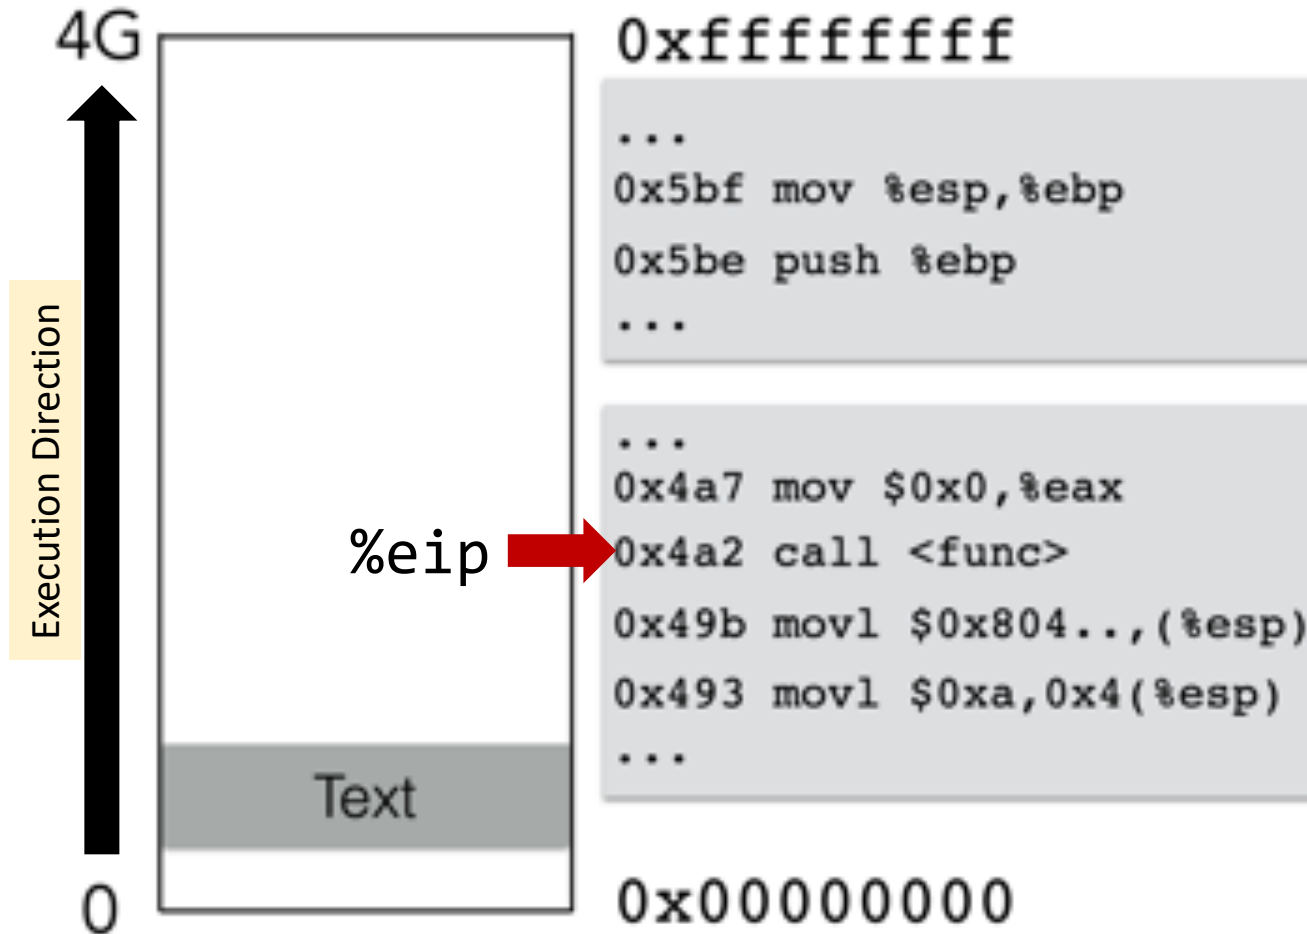 4G
0xffffffff
...
0x5bf mov %esp,%ebp
0x5be push %ebp
...
Execution Direction
...
0x4a7 mov $0x0,%eax
%eip
0x4a2 call <func>
0x49b movl $0x804..,(%esp)
0x493 movl $0xa,0x4(%esp)
...
Text
0
0x00000000